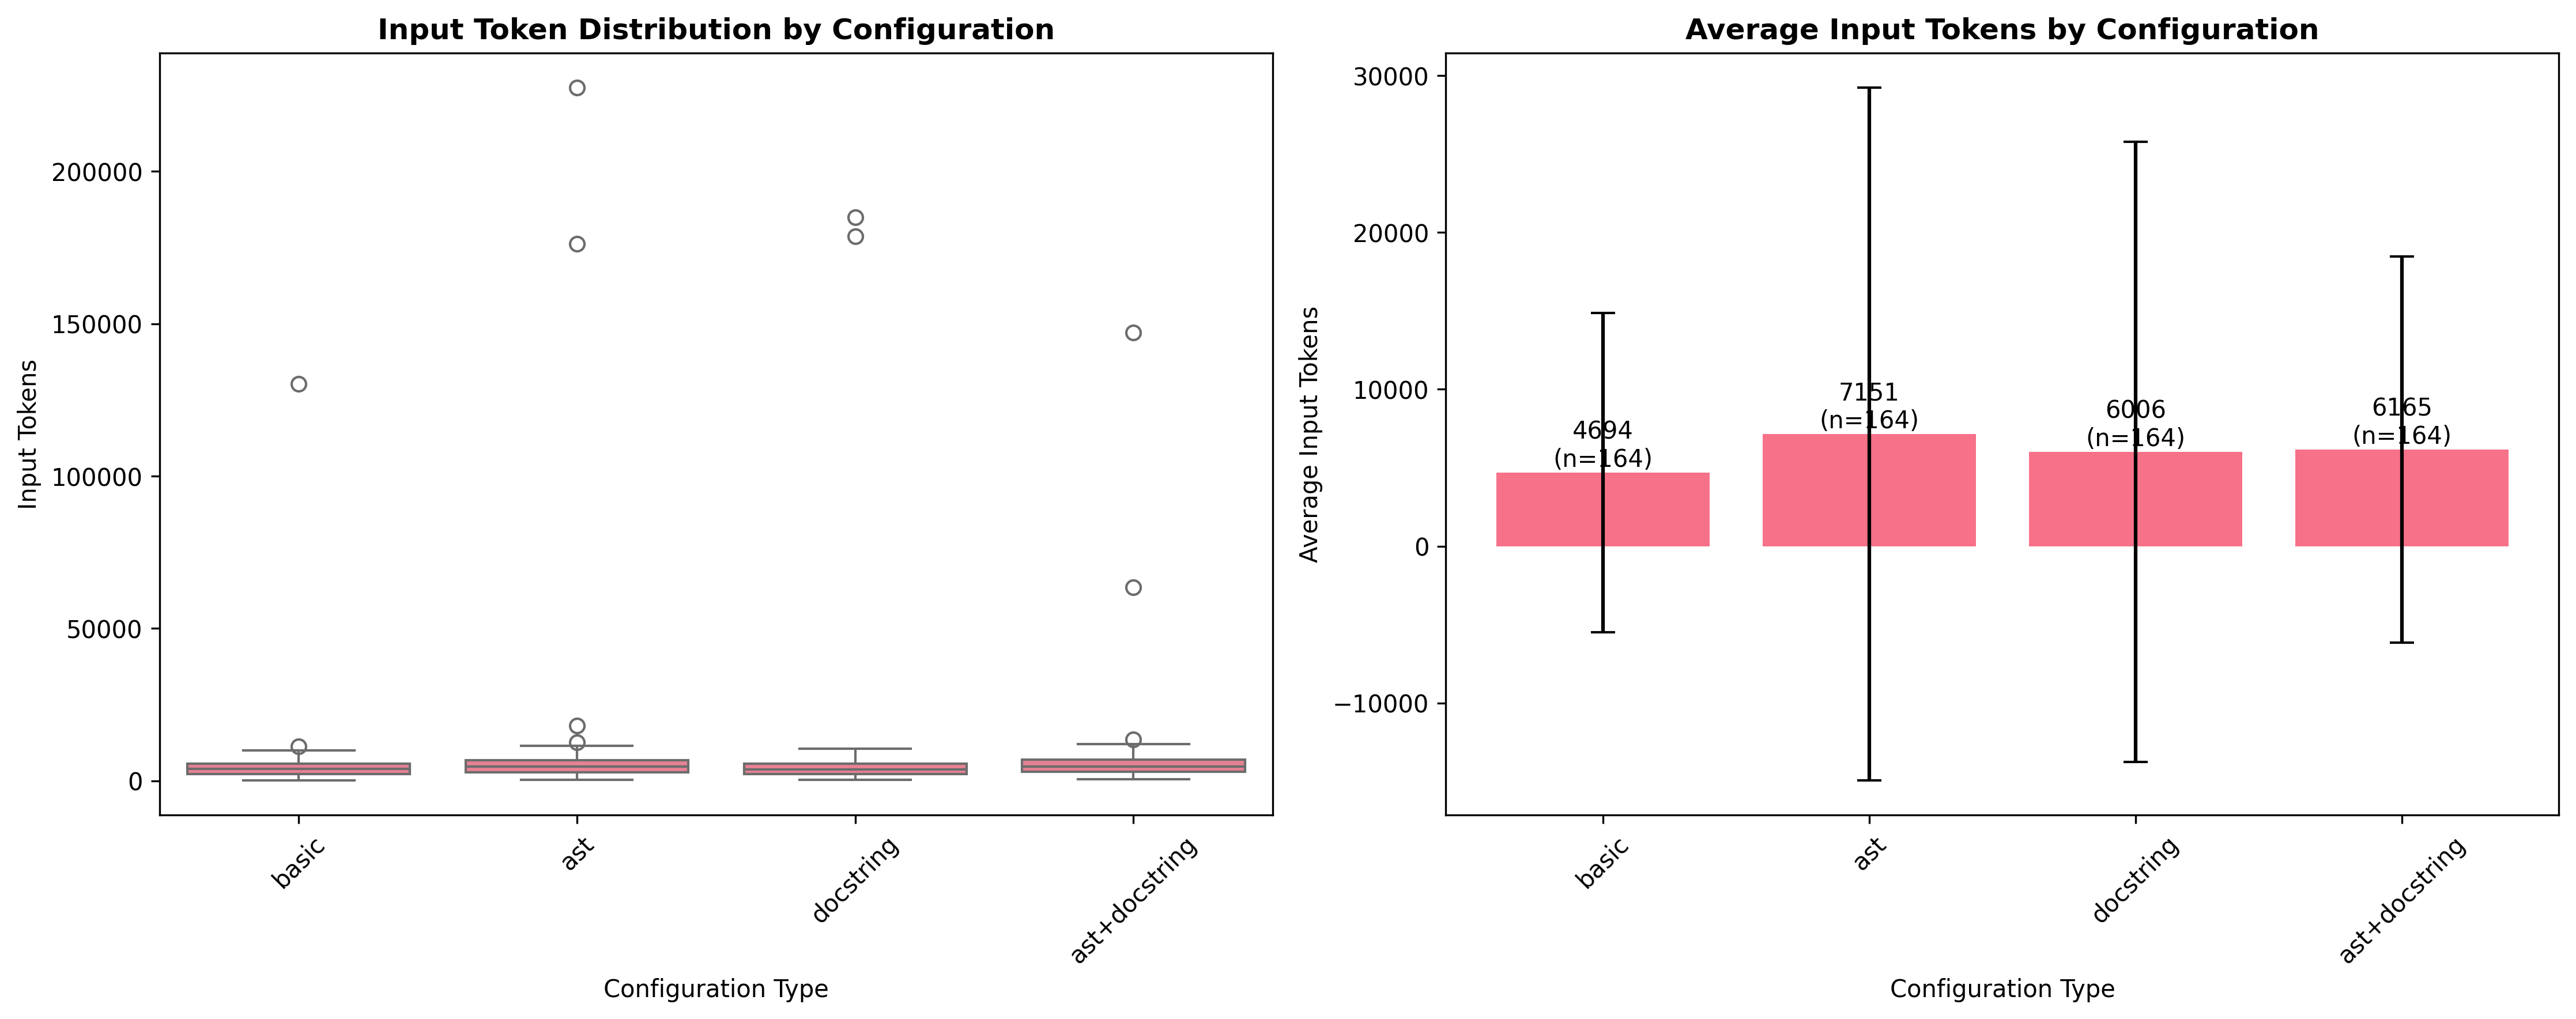 Input Token Distribution by Configuration
Input Tokens
200000
150000
100000
50000
0
basic
ast
docstring
ast+docstring
Configuration Type
Average Input Tokens by Configuration
Average Input Tokens
30000
20000
10000
0
−10000
4694
(n=164)
7151
(n=164)
6006
(n=164)
6165
(n=164)
basic
ast
docstring
ast+docstring
Configuration Type